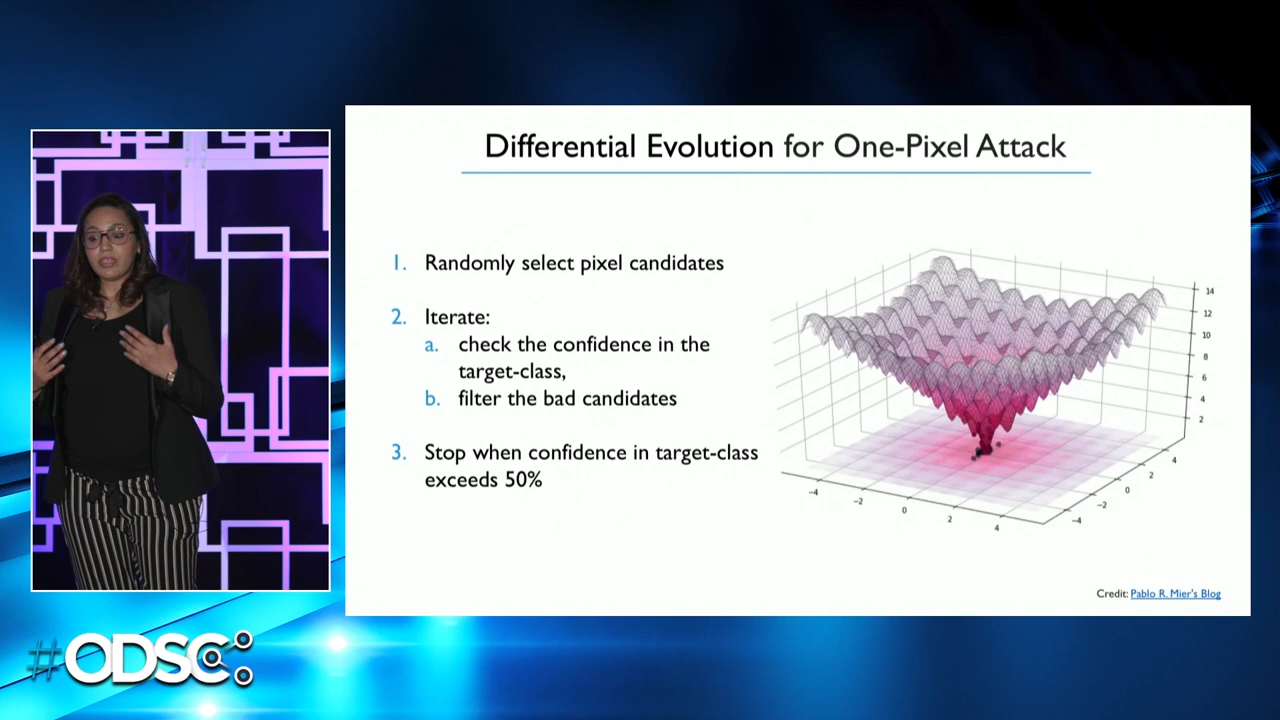 Differential Evolution for One-Pixel Attack
1. Randomly select pixel candidates
2. Iterate:
a. check the confidence in the
target-class,
b. filter the bad candidates
3. Stop when confidence in target-class
exceeds 50%
14
12
10
8
6
4
2
-4
-2
0
2
4
-4
-2
0
2
4
Credit: Pablo R. Mier's Blog
#ODSC